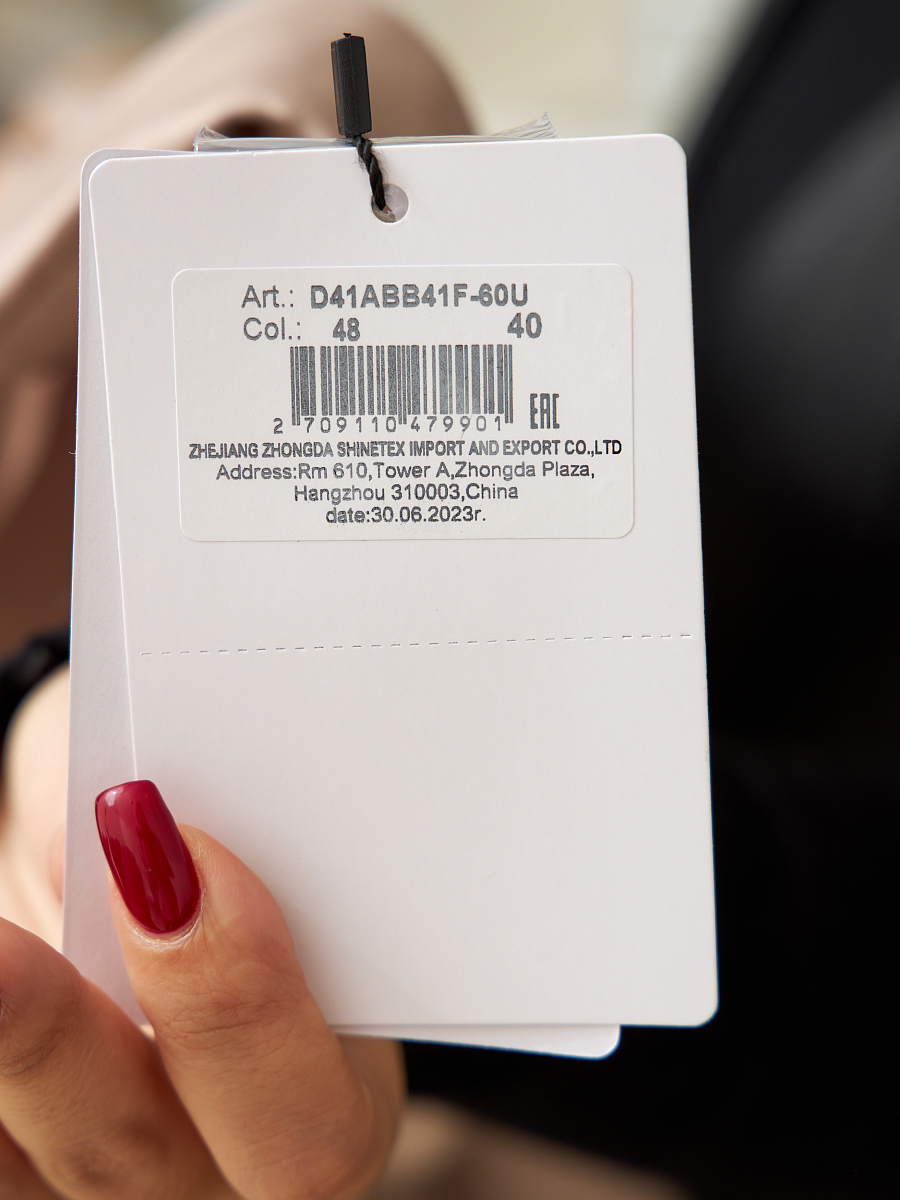 Art.: D41ABB41F-60U
Col.: 48 40
2 709110 479901
EAC
ZHEJIANG ZHONGDA SHINETEX IMPORT AND EXPORT CO.,LTD
Address:Rm 610,Tower A,Zhongda Plaza,
Hangzhou 310003,China
date:30.06.2023r.